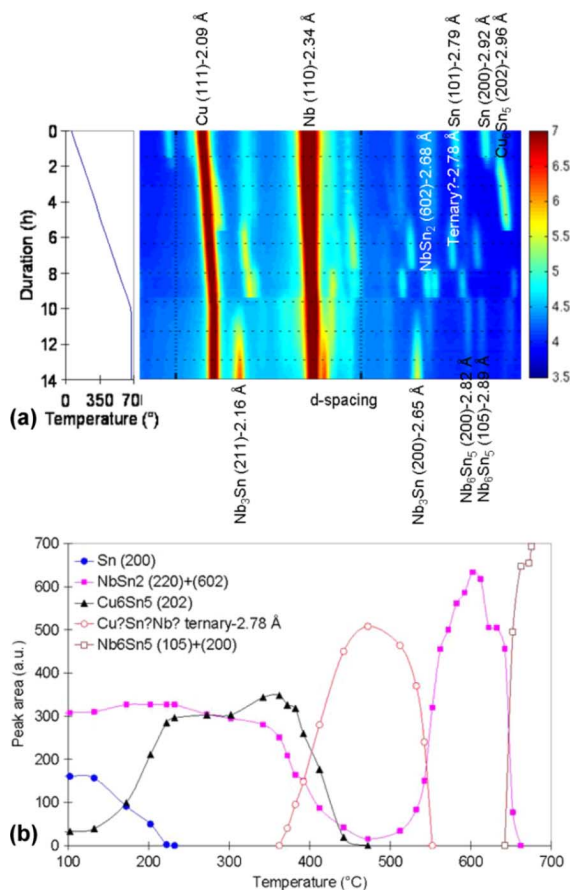 (a)
Cu (111)-2.09 Å
Nb (110)-2.34 Å
Sn (101)-2.79 Å
Sn (200)-2.92 Å
Cu Sn5 (202)-2.96 Å
NbSn2 (602)-2.68 Å
Ternary?-2.78 Å
Duration (h)
0
2
4
6
8
10
12
14
0 350 700
Temperature (°)
d-spacing
7
6.5
6
5.5
5
4.5
4
3.5
Nb3Sn (211)-2.16 Å
Nb3Sn (200)-2.65 Å
Nb6Sn5 (200)-2.82 Å
Nb6Sn5 (105)-2.89 Å
(b)
Peak area (a.u.)
700
600
500
400
300
200
100
0
Sn (200)
NbSn2 (220)+(602)
Cu6Sn5 (202)
Cu?Sn?Nb? ternary-2.78 Å
Nb6Sn5 (105)+(200)
100 200 300 400 500 600 700
Temperature (°C)